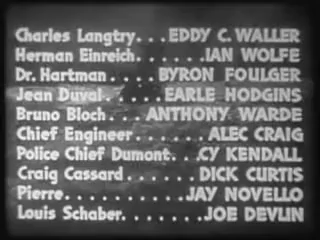 Charles Langtry. . . EDDY C. WALLER
Herman Einreich. . . . . . IAN WOLFE
Dr. Hartman . . . . BYRON FOULGER
Jean Duval. . . . . EARLE HODGINS
Bruno Bloch. . . . ANTHONY WARDE
Chief Engineer. . . . . . . ALEC CRAIG
Police Chief Dumont. . . CY KENDALL
Craig Cassard. . . . . . . DICK CURTIS
Pierre. . . . . . . . . . . JAY NOVELLO
Louis Schaber. . . . . . . JOE DEVLIN